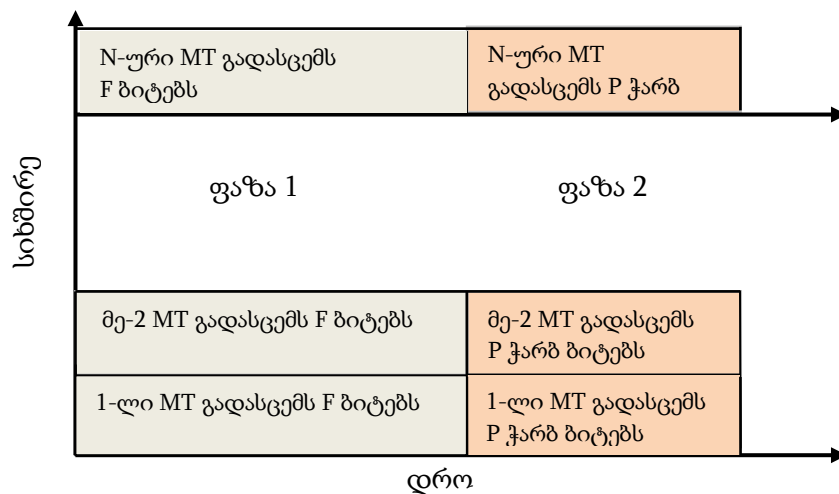 N-ური MT გადასცემს
F ბიტებს
N-ური MT
გადასცემს P ჭარბ
ფაზა 1
ფაზა 2
სიხშირე
მე-2 MT გადასცემს F ბიტებს
მე-2 MT გადასცემს
P ჭარბ ბიტებს
1-ლი MT გადასცემს F ბიტებს
1-ლი MT გადასცემს
P ჭარბ ბიტებს
დრო